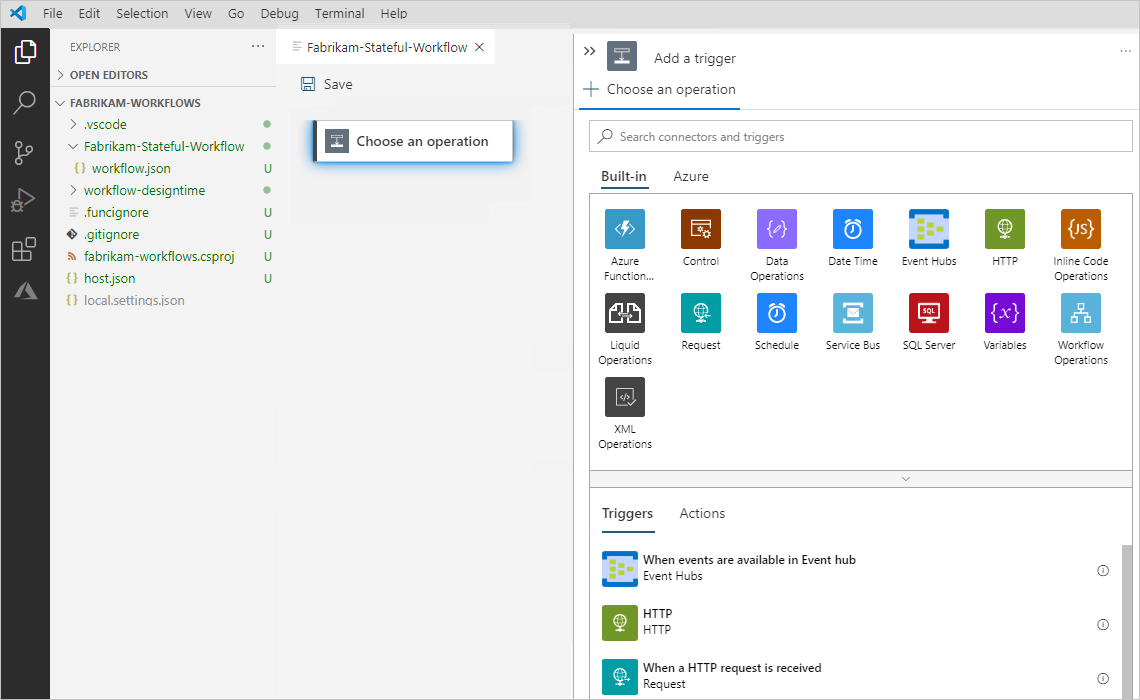 File Edit Selection View Go Debug Terminal Help
EXPLORER
OPEN EDITORS
FABRIKAM-WORKFLOWS
.vscode
Fabrikam-Stateful-Workflow
{} workflow.json U
workflow-designtime
.funcignore U
.gitignore U
fabrikam-workflows.csproj U
{} host.json U
{} local.settings.json
Fabrikam-Stateful-Workflow
Save
Choose an operation
Add a trigger
Choose an operation
Search connectors and triggers
Built-in Azure
Azure
Function...
Control
Data
Operations
Date Time
Event Hubs
HTTP
{JS}
Inline Code
Operations
Liquid
Operations
Request
Schedule
Service Bus
SQL
SQL Server
{x}
Variables
Workflow
Operations
XML
Operations
Triggers Actions
When events are available in Event hub
Event Hubs
HTTP
HTTP
When a HTTP request is received
Request